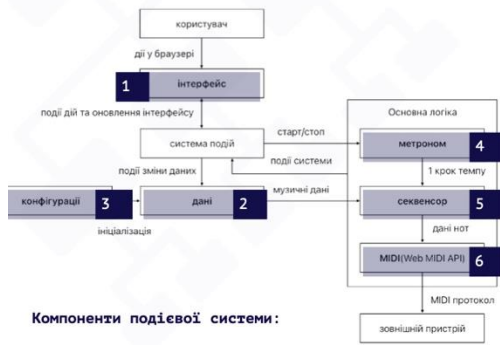 користувач
дії у браузері
1 інтерфейс
події дій та оновлення інтерфейсу
Основна логіка
старт/стоп
система подій
метроном 4
події зміни даних
події системи
1 крок темпу
музичні дані
конфігурації 3
дані 2
секвенсор 5
ініціалізація
дані нот
MIDI(Web MIDI API) 6
MIDI протокол
Компоненти подієвої системи:
зовнішній пристрій